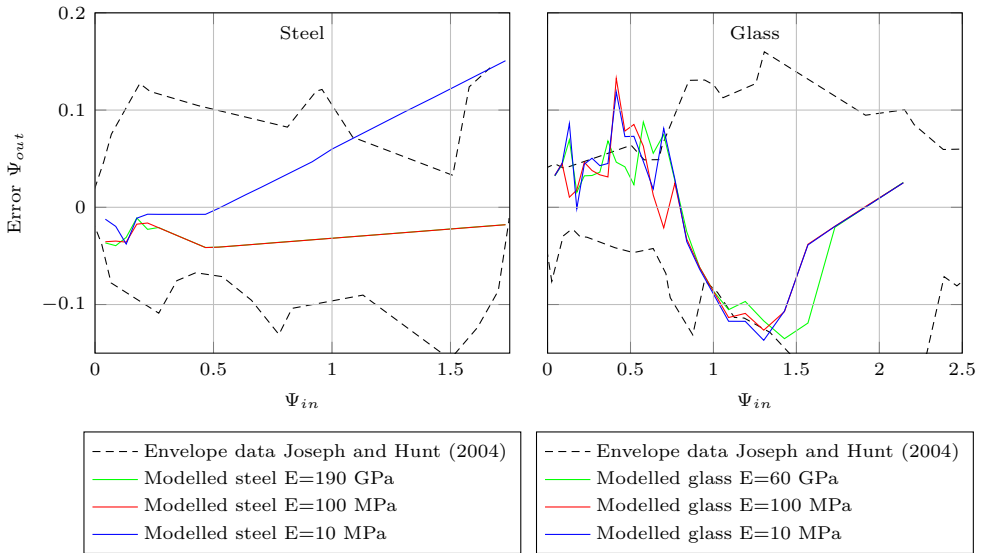 Steel
Glass
Error Ψout
0.2
0.1
0
−0.1
0
0.5
1
1.5
0
0.5
1
1.5
2
2.5
Ψin
Ψin
Envelope data Joseph and Hunt (2004)
Modelled steel E=190 GPa
Modelled steel E=100 MPa
Modelled steel E=10 MPa
Envelope data Joseph and Hunt (2004)
Modelled glass E=60 GPa
Modelled glass E=100 MPa
Modelled glass E=10 MPa